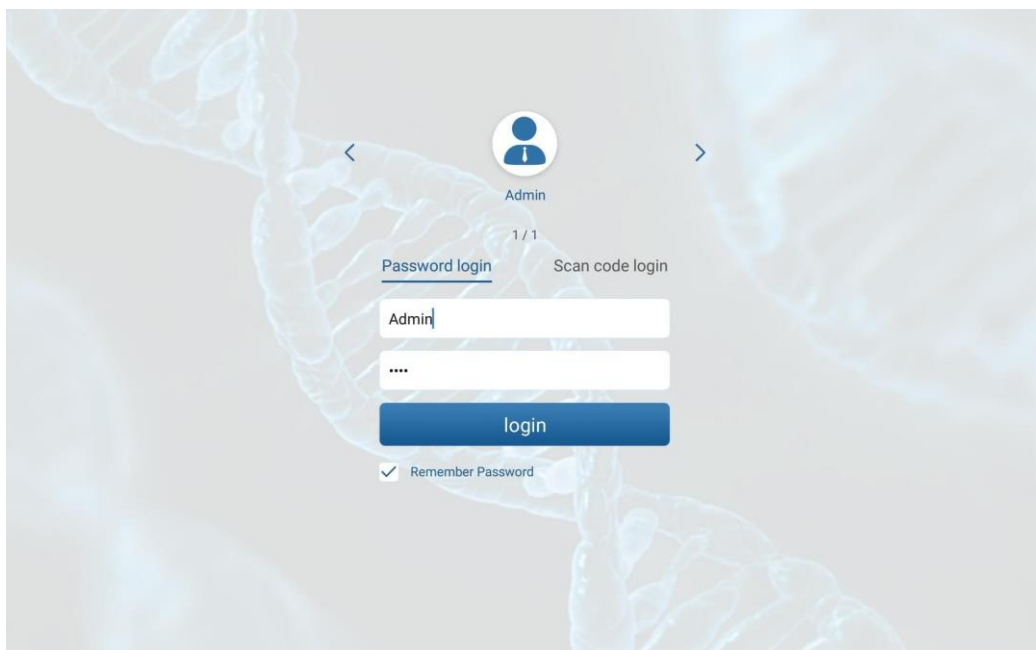 Admin
1 / 1
Password login Scan code login
Admin
••••
login
Remember Password